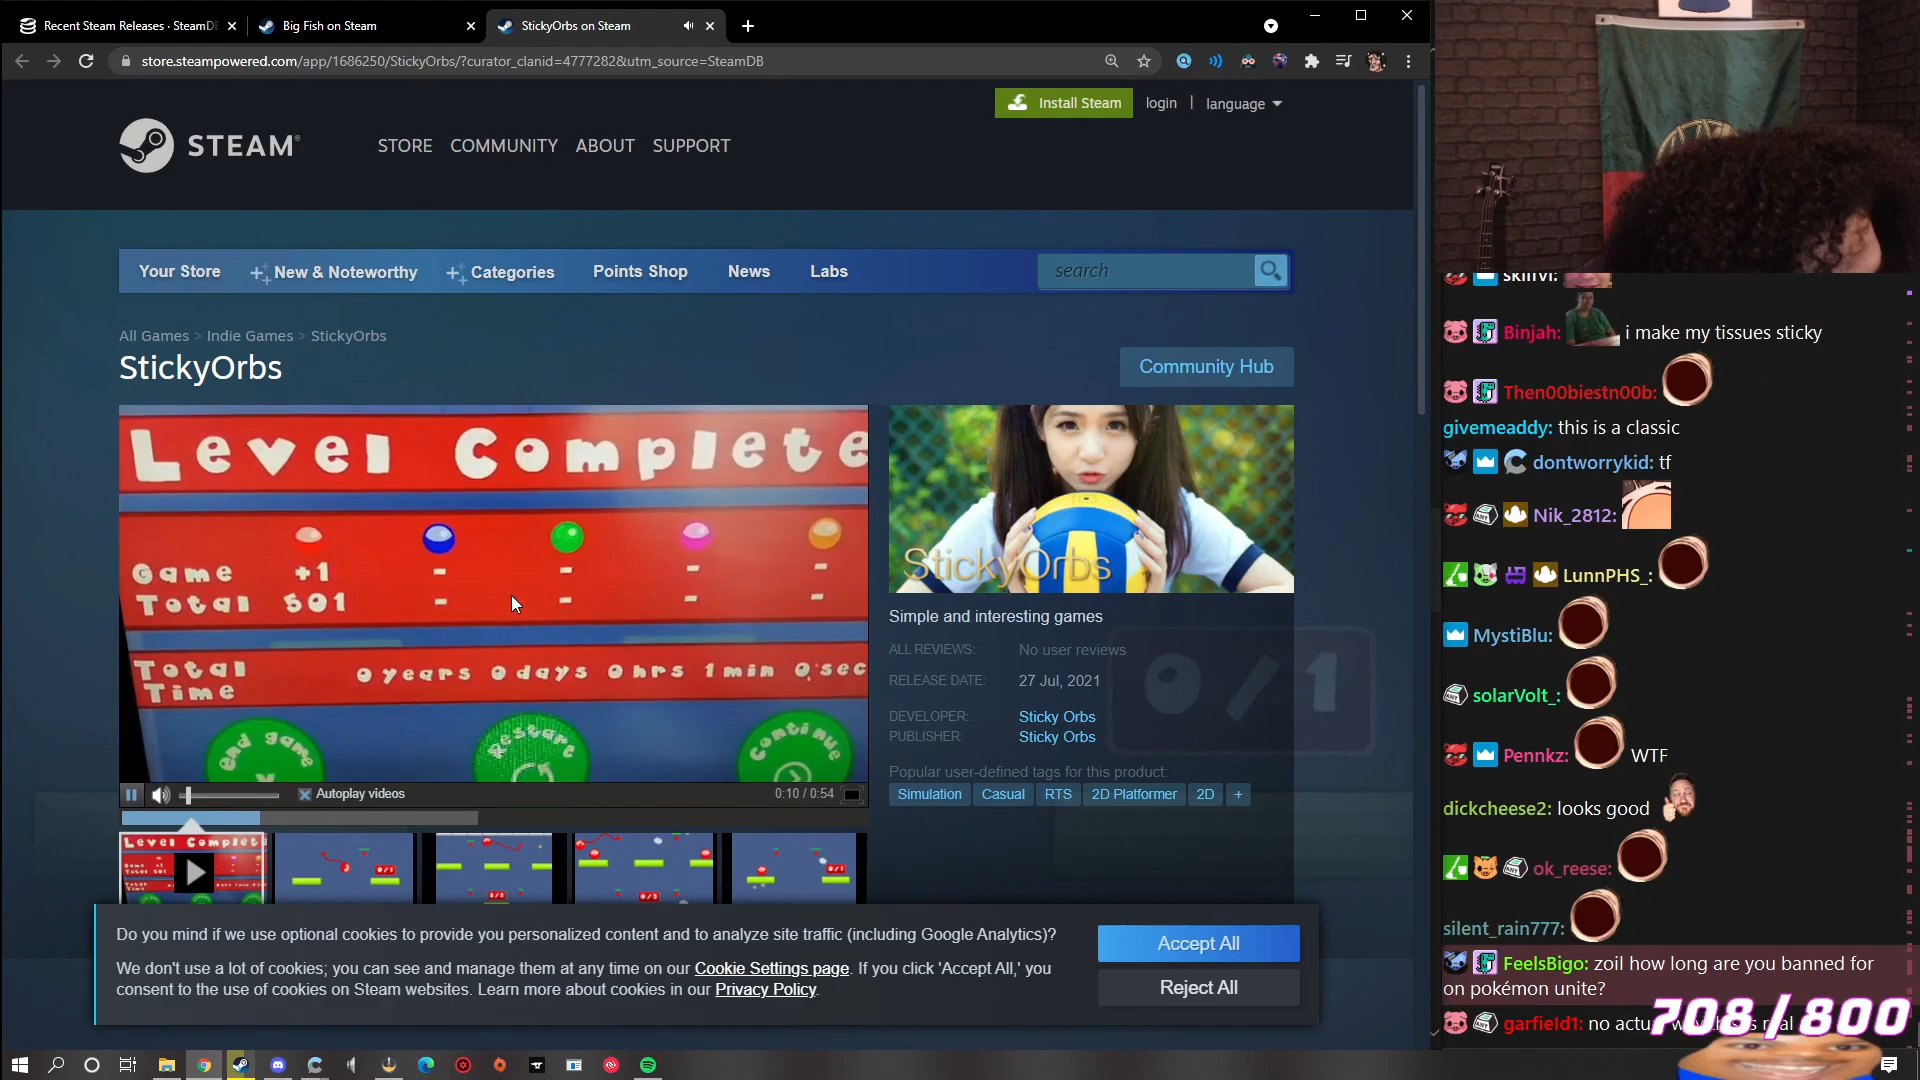 Recent Steam Releases · SteamD
Big Fish on Steam
StickyOrbs on Steam
store.steampowered.com/app/1686250/StickyOrbs/?curator_clanid=4777282&utm_source=SteamDB
Install Steam
login
language
STEAM
STORE
COMMUNITY
ABOUT
SUPPORT
Your Store
New & Noteworthy
Categories
Points Shop
News
Labs
search
All Games > Indie Games > StickyOrbs
StickyOrbs
Community Hub
Level Complete
Game +1 - - - -
Total 501 - - - -
Total Time 0 years 0 days 0 hrs 1 min 0,sec
end game
Restart
Continue
StickyOrbs
Simple and interesting games
ALL REVIEWS: No user reviews
RELEASE DATE: 27 Jul, 2021
DEVELOPER: Sticky Orbs
PUBLISHER: Sticky Orbs
0/1
Popular user-defined tags for this product:
Simulation Casual RTS 2D Platformer 2D +
Autoplay videos
0:10 / 0:54
Level Complete
Do you mind if we use optional cookies to provide you personalized content and to analyze site traffic (including Google Analytics)?
We don't use a lot of cookies; you can see and manage them at any time on our Cookie Settings page. If you click 'Accept All,' you
consent to the use of cookies on Steam websites. Learn more about cookies in our Privacy Policy.
Accept All
Reject All
Binjah: i make my tissues sticky
Then00biestn00b:
givemeaddy: this is a classic
dontworrykid: tf
Nik_2812:
LunnPHS_:
MystiBlu:
solarVolt_:
Pennkz: WTF
dickcheese2: looks good
ok_reese:
silent_rain777:
FeelsBigo: zoil how long are you banned for
on pokémon unite?
garfield1: no actu
708/800